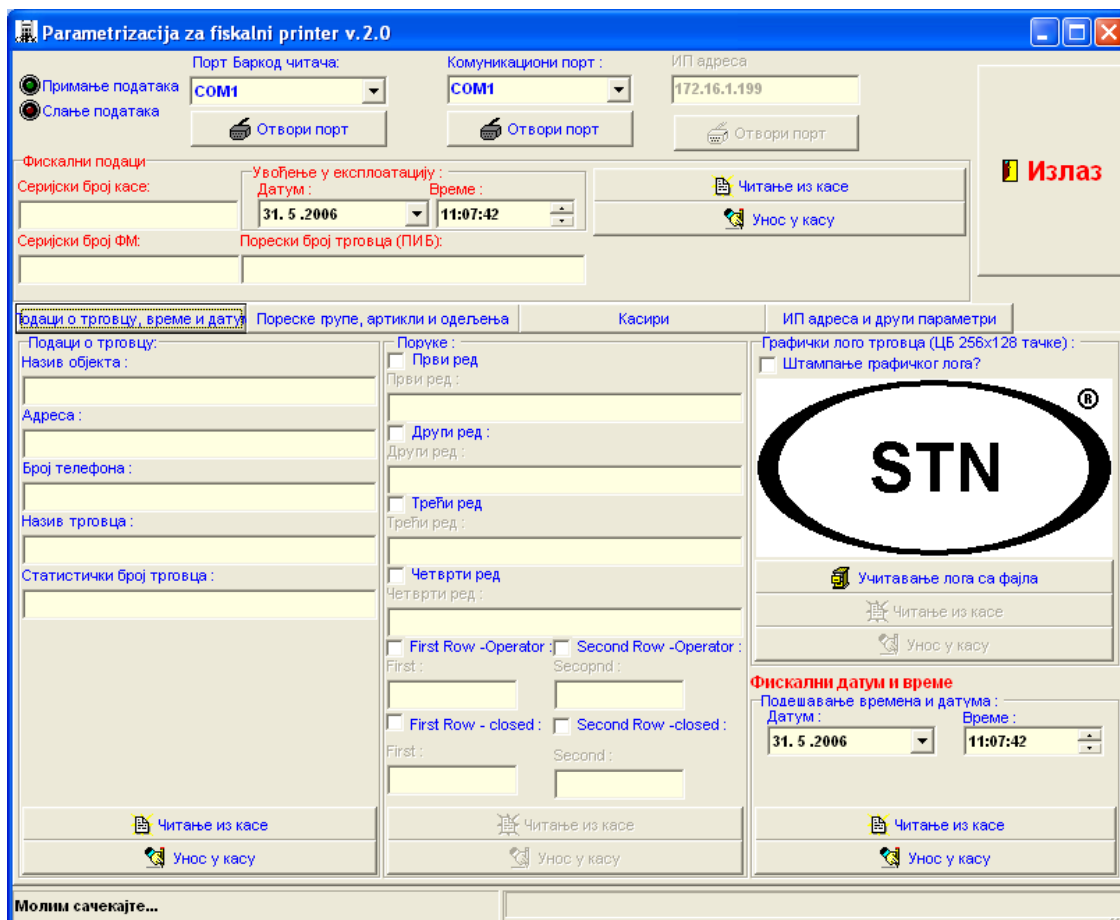 Parametrizacija za fiskalni printer v.2.0
Примање података
Слање података
Порт Баркод читача:
COM1
Отвори порт
Комуникациони порт :
COM1
Отвори порт
ИП адреса
172.16.1.199
Отвори порт
Излаз
Фискални подаци
Серијски број касе:
Увођење у експлоатацију :
Датум :
Време :
31. 5 .2006
11:07:42
Читање из касе
Унос у касу
Серијски број ФМ:
Порески број трговца (ПИБ):
Подаци о трговцу, време и датум
Пореске групе, артикли и одељења
Касири
ИП адреса и други параметри
Подаци о трговцу:
Назив објекта :
Адреса :
Број телефона :
Назив трговца :
Статистички број трговца :
Читање из касе
Унос у касу
Поруке :
Први ред
Први ред :
Други ред :
Други ред :
Трећи ред
Трећи ред :
Четврти ред
Четврти ред :
First Row -Operator :
Second Row -Operator :
First :
Secopnd :
First Row - closed :
Second Row -closed :
First :
Second :
Читање из касе
Унос у касу
Графички лого трговца (ЦБ 256x128 тачке) :
Штампање графичког лога?
STN
®
Учитавање лога са фајла
Читање из касе
Унос у касу
Фискални датум и време
Подешавање времена и датума :
Датум :
Време :
31. 5 .2006
11:07:42
Читање из касе
Унос у касу
Молим сачекајте...